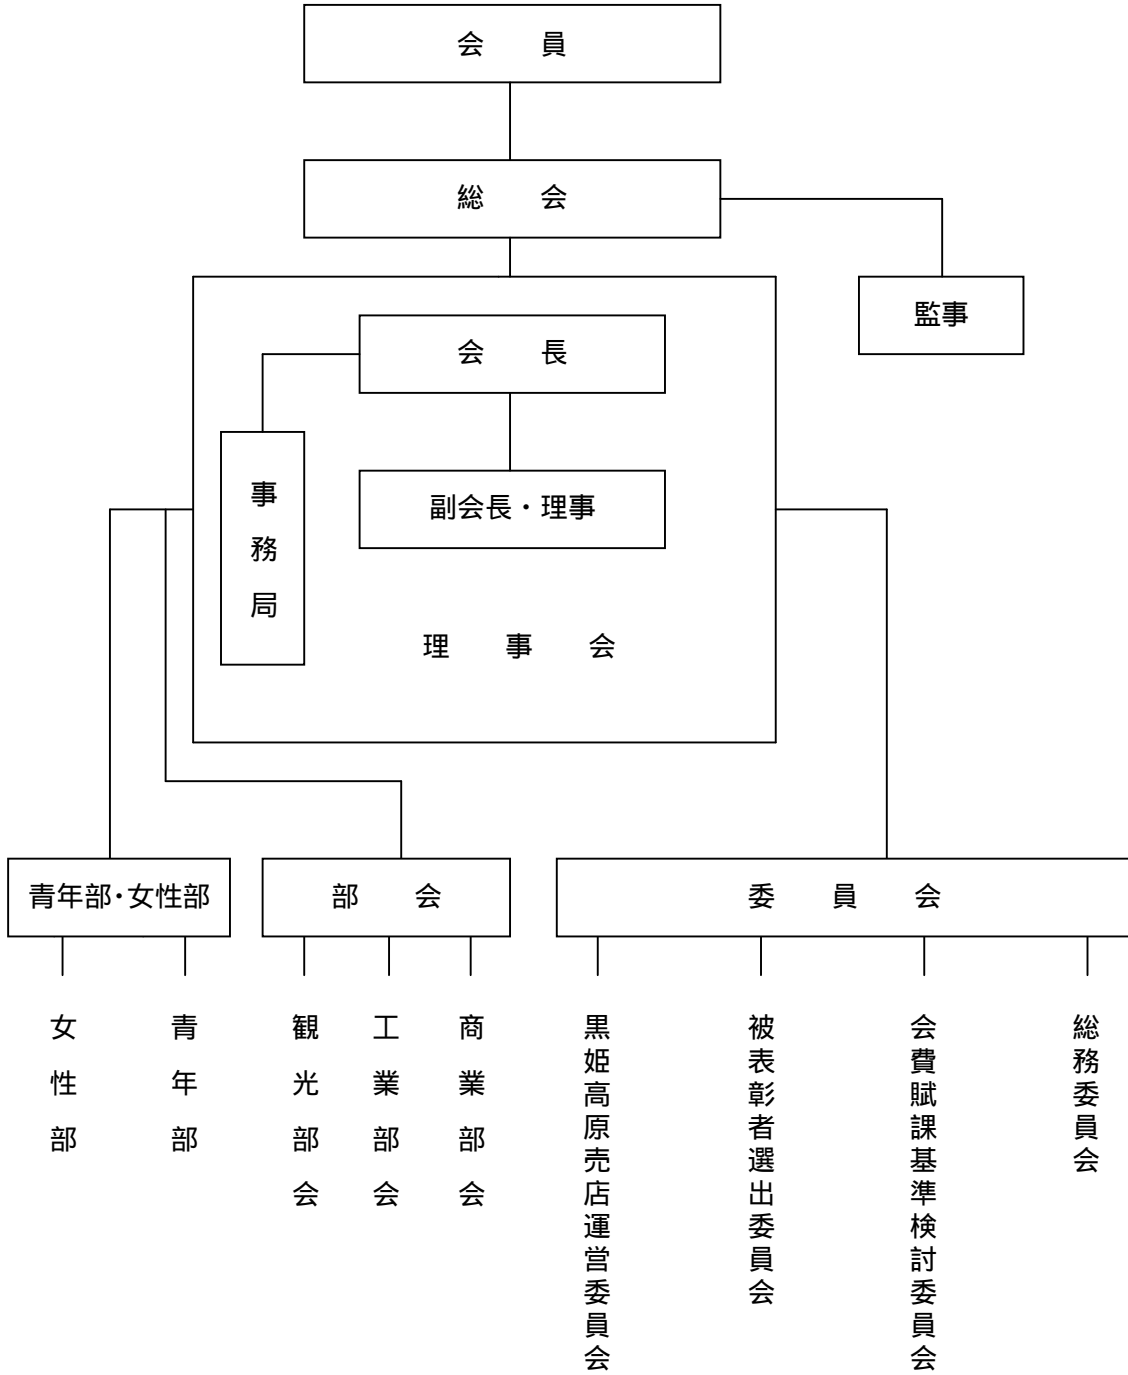 会　員
総　会
監事
会　長
事務局
副会長・理事
理　事　会
青年部・女性部
部　会
委　員　会
女性部
青年部
観光部会
工業部会
商業部会
黒姫高原売店運営委員会
被表彰者選出委員会
会費賦課基準検討委員会
総務委員会